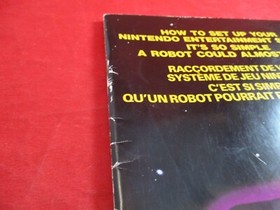 HOW TO SET UP YOUR
NINTENDO ENTERTAINMENT
IT'S SO SIMPLE
A ROBOT COULD ALMOST
RACCORDEMENT DE
SYSTÈME DE JEU
C'EST SI
QU'UN ROBOT POURRAIT